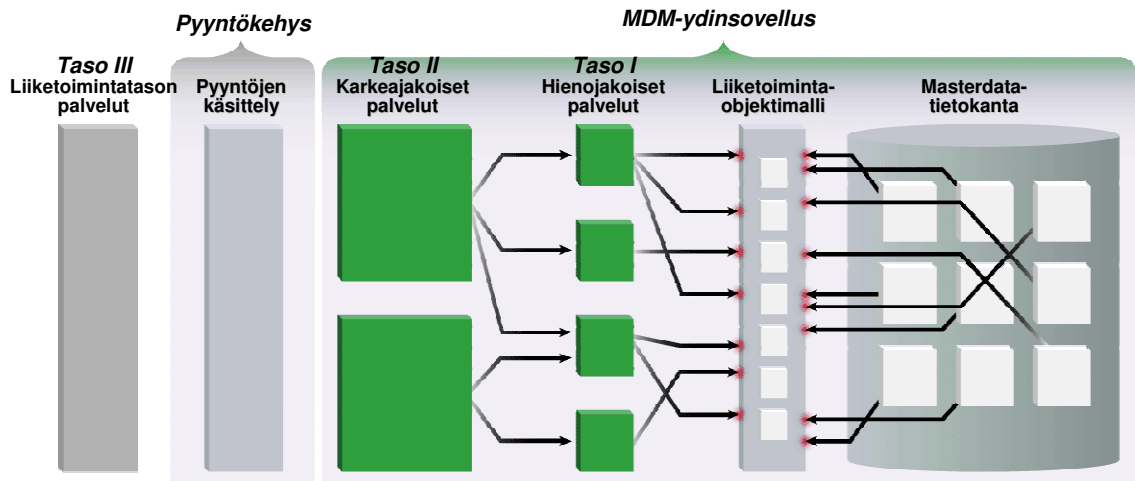 Pyyntökehys
MDM-ydinsovellus
Taso III
Liiketoimintatason
palvelut
Pyyntöjen
käsittely
Taso II
Karkeajakoiset
palvelut
Taso I
Hienojakoiset
palvelut
Liiketoiminta-
objektimalli
Masterdata-
tietokanta